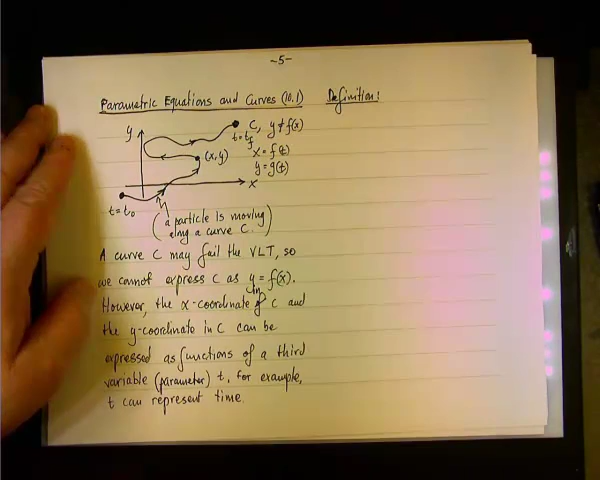 -5-
Parametric Equations and Curves (10.1) Definition:
y
C, y≠f(x)
t=t_f
(x,y)
x=f(t)
y=g(t)
x
t=t₀
(a particle is moving
along a curve C.)
A curve C may fail the VLT, so
we cannot express C as y=f(x).
However, the x-coordinate in C and
the y-coordinate in C can be
expressed as functions of a third
variable (parameter) t. For example,
t can represent time.